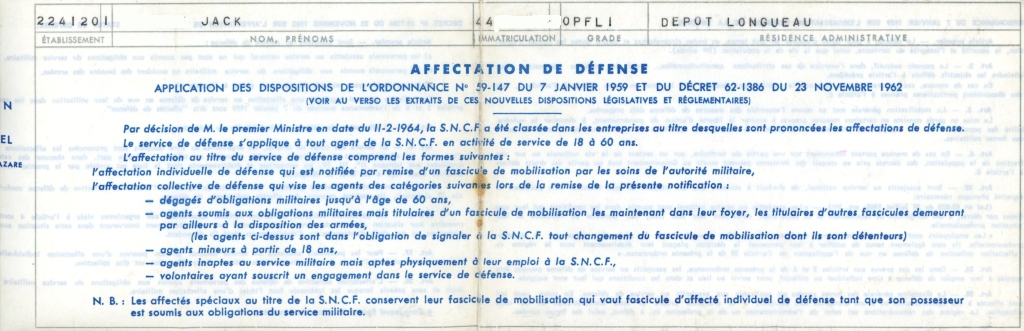 2241201 JACK 44 OPFL1 DEPOT LONGUEAU
ÉTABLISSEMENT NOM, PRÉNOMS IMMATRICULATION GRADE RÉSIDENCE ADMINISTRATIVE
AFFECTATION DE DÉFENSE
APPLICATION DES DISPOSITIONS DE L'ORDONNANCE Nº 59-147 DU 7 JANVIER 1959 ET DU DÉCRET 62-1386 DU 23 NOVEMBRE 1962
(VOIR AU VERSO LES EXTRAITS DE CES NOUVELLES DISPOSITIONS LÉGISLATIVES ET RÉGLEMENTAIRES)
N
EL
AZARE
Par décision de M. le premier Ministre en date du 11-2-1964, la S.N.C.F a été classée dans les entreprises au titre desquelles sont prononcées les affectations de défense.
Le service de défense s'applique à tout agent de la S.N.C.F. en activité de service de 18 à 60 ans.
L'affectation au titre du service de défense comprend les formes suivantes :
l'affectation individuelle de défense qui est notifiée par remise d'un fascicule de mobilisation par les soins de l'autorité militaire,
l'affectation collective de défense qui vise les agents des catégories suivantes lors de la remise de la présente notification :
— dégagés d'obligations militaires jusqu'à l'âge de 60 ans,
— agents soumis aux obligations militaires mais titulaires d'un fascicule de mobilisation les maintenant dans leur foyer, les titulaires d'autres fascicules demeurant
par ailleurs à la disposition des armées,
(les agents ci-dessus sont dans l'obligation de signaler à la S.N.C.F. tout changement du fascicule de mobilisation dont ils sont détenteurs)
— agents mineurs à partir de 18 ans,
— agents inaptes au service militaire mais aptes physiquement à leur emploi à la S.N.C.F.,
— volontaires ayant souscrit un engagement dans le service de défense.
N. B. : Les affectés spéciaux au titre de la S.N.C.F. conservent leur fascicule de mobilisation qui vaut fascicule d'affecté individuel de défense tant que son possesseur
est soumis aux obligations du service militaire.